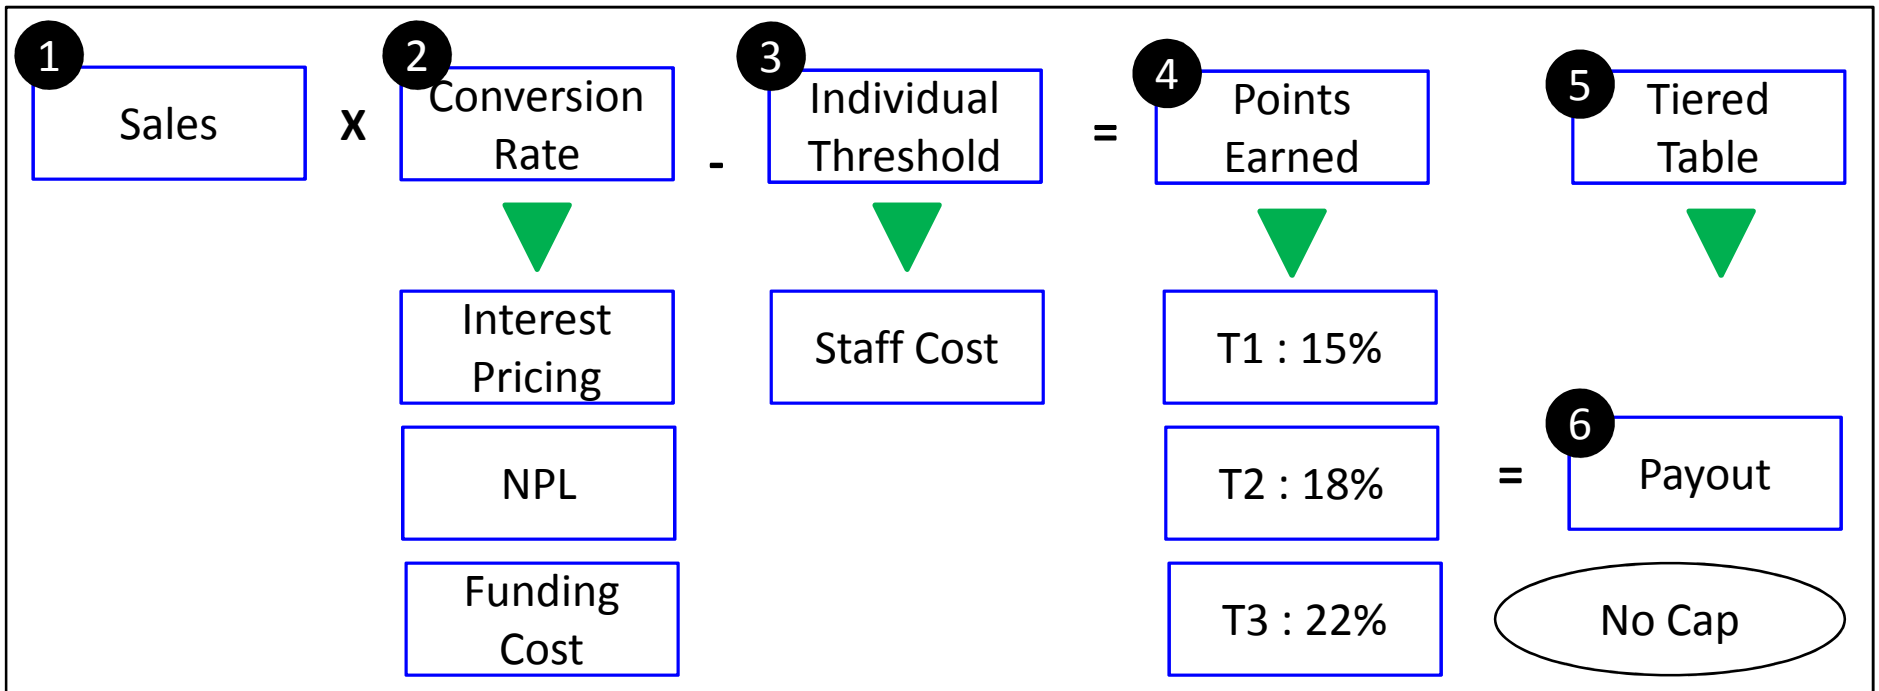 1
Sales
X
2
Conversion
Rate
-
3
Individual
Threshold
=
4
Points
Earned
5
Tiered
Table
Interest
Pricing
NPL
Funding
Cost
Staff Cost
T1 : 15%
T2 : 18%
T3 : 22%
=
6
Payout
No Cap